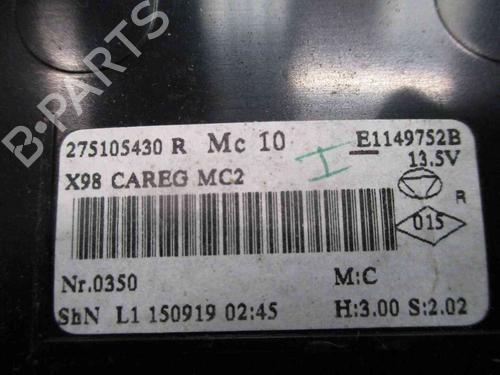 B-PARTS
275105430 R Mc 10 E1149752B
13.5V
X98 CAREG MC2
R
015
Nr.0350 M:C
ShN L1 150919 02:45 H:3.00 S:2.02